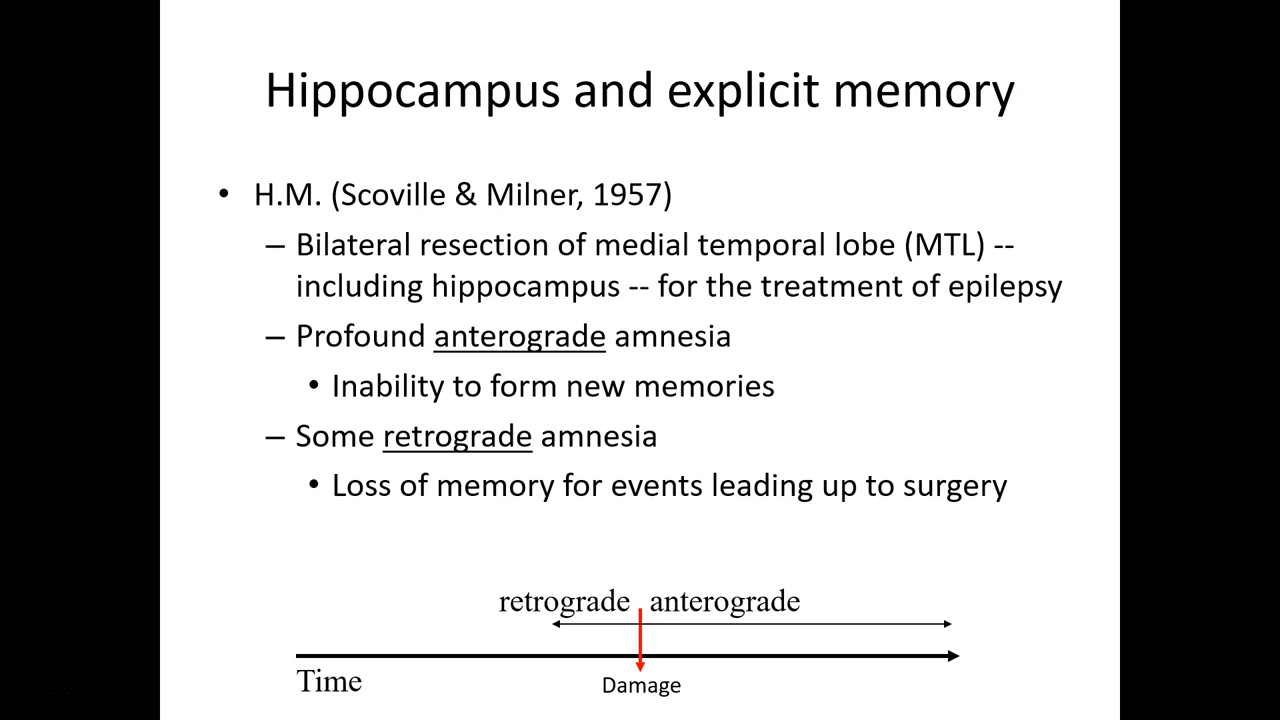 Hippocampus and explicit memory
• H.M. (Scoville & Milner, 1957)
– Bilateral resection of medial temporal lobe (MTL) --
including hippocampus -- for the treatment of epilepsy
– Profound anterograde amnesia
• Inability to form new memories
– Some retrograde amnesia
• Loss of memory for events leading up to surgery
retrograde anterograde
Time
Damage